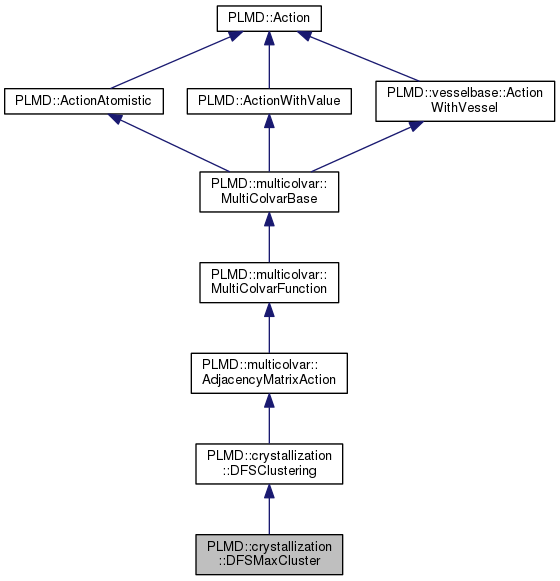 PLMD::Action
PLMD::ActionAtomistic
PLMD::ActionWithValue
PLMD::vesselbase::Action
WithVessel
PLMD::multicolvar::
MultiColvarBase
PLMD::multicolvar::
MultiColvarFunction
PLMD::multicolvar::
AdjacencyMatrixAction
PLMD::crystallization
::DFSClustering
PLMD::crystallization
::DFSMaxCluster